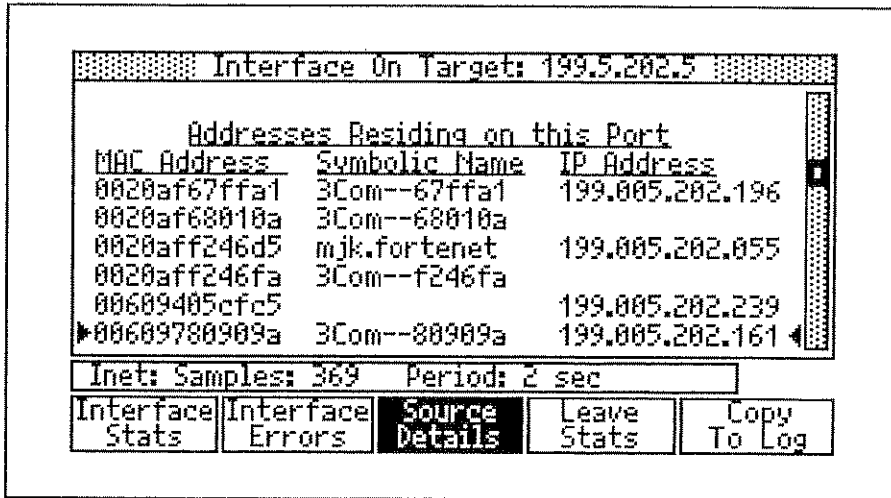 Interface On Target: 199.5.202.5
Addresses Residing on this Port
MAC Address Symbolic Name IP Address
0020af67ffa1 3Com--67ffa1 199.005.202.196
0020af68010a 3Com--68010a
0020aff246d5 mjk.fortenet 199.005.202.055
0020aff246fa 3Com--f246fa
00609405cfc5 199.005.202.239
00609780909a 3Com--80909a 199.005.202.161
Inet: Samples: 369 Period: 2 sec
Interface Stats
Interface Errors
Source Details
Leave Stats
Copy To Log